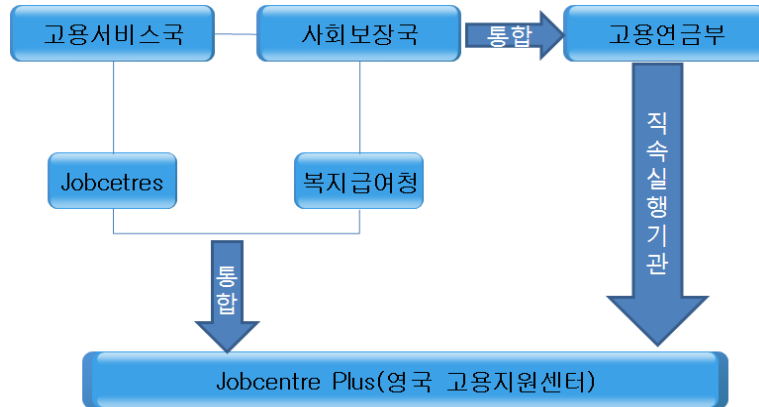 고용서비스국
사회보장국
통합
고용연금부
직속실행기관
Jobcetres
복지급여청
통합
Jobcentre Plus(영국 고용지원센터)